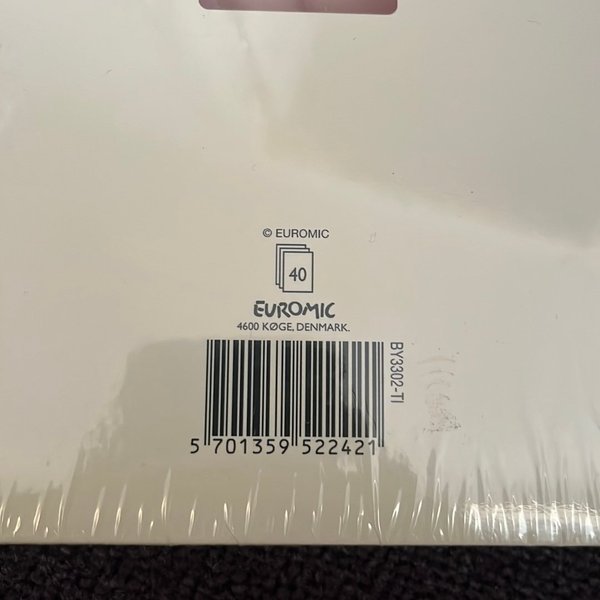 © EUROMIC
40
EUROMIC
4600 KØGE, DENMARK.
BY3302-TI
5 701359 522421